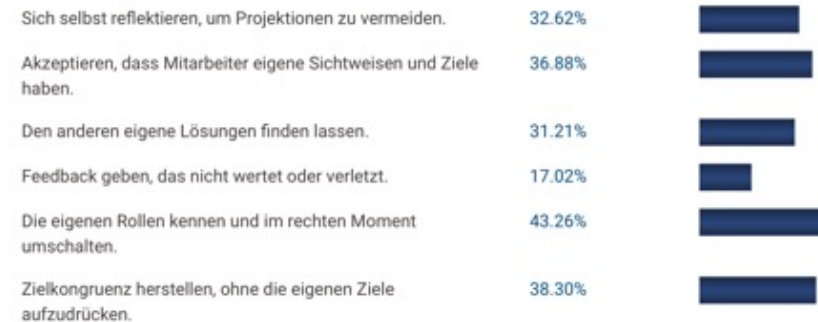 Sich selbst reflektieren, um Projektionen zu vermeiden. 32.62%
Akzeptieren, dass Mitarbeiter eigene Sichtweisen und Ziele 36.88%
haben.
Den anderen eigene Lösungen finden lassen. 31.21%
Feedback geben, das nicht wertet oder verletzt. 17.02%
Die eigenen Rollen kennen und im rechten Moment 43.26%
umschalten.
Zielkongruenz herstellen, ohne die eigenen Ziele 38.30%
aufzudrücken.